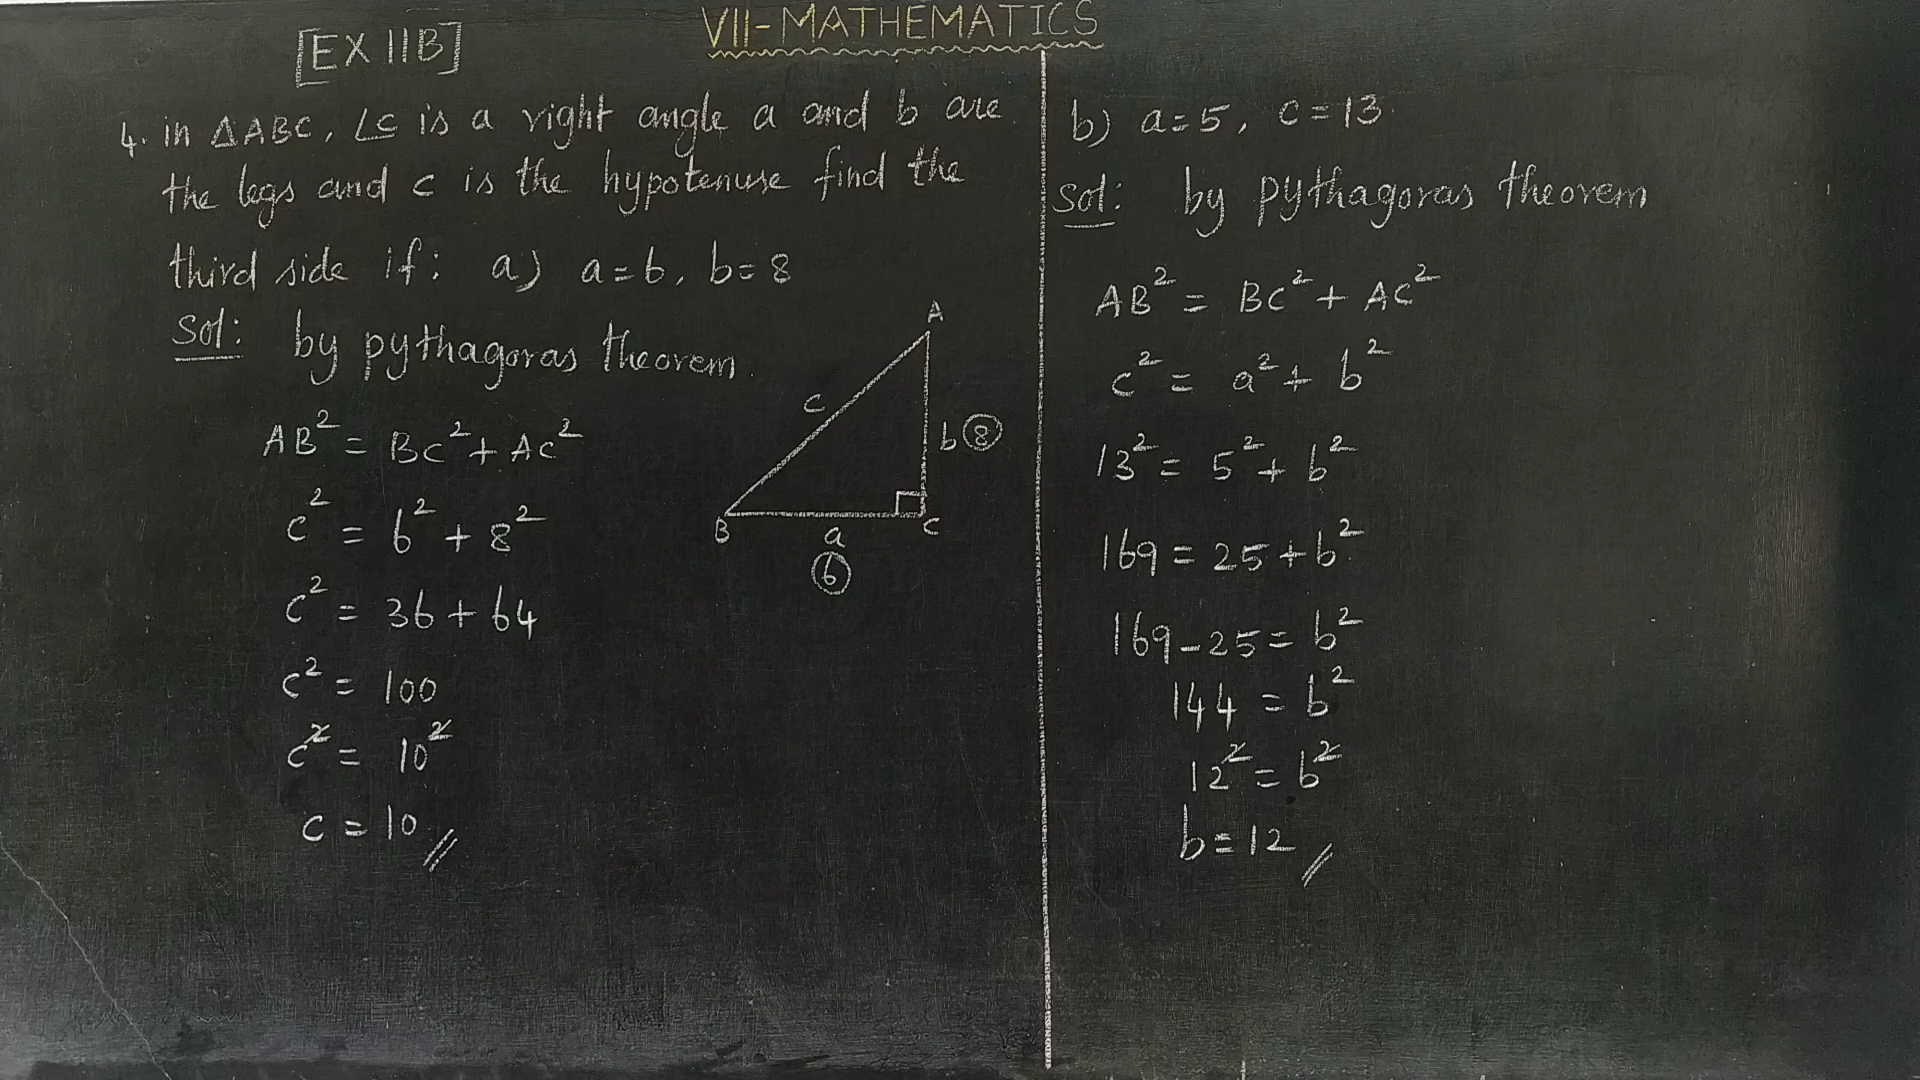 VII-MATHEMATICS
[EX 11B]
4. in △ABC, ∠C is a right angle a and b are
the legs and c is the hypotenuse find the
third side if: a) a=6, b=8
Sol: by pythagoras theorem.
AB² = BC² + AC²
c² = 6² + 8²
c² = 36 + 64
c² = 100
c² = 10²
c = 10 //
A
c
b ⑧
B
a
C
⑥
b) a=5, c=13.
Sol: by pythagoras theorem
AB² = BC² + AC²
c² = a² + b²
13² = 5² + b²
169 = 25 + b²
169-25 = b²
144 = b²
12² = b²
b=12 //